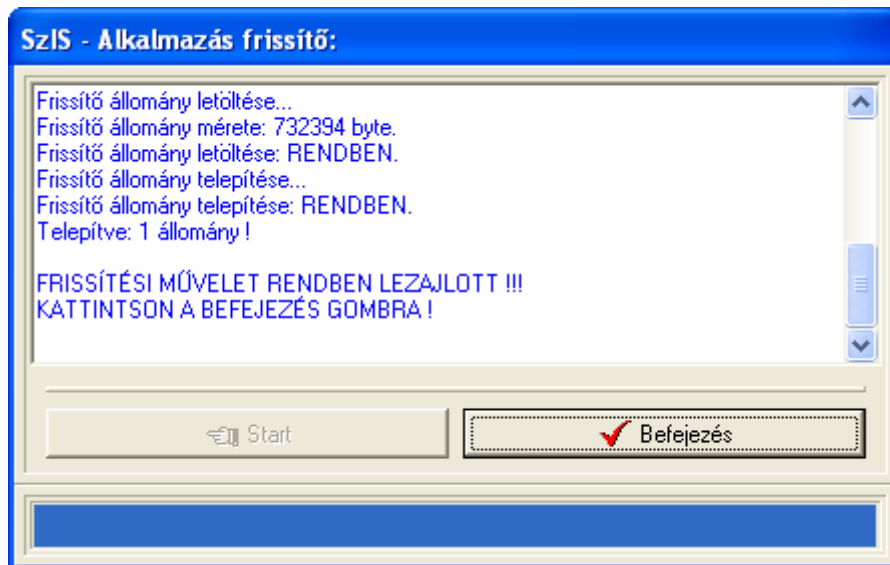 SzIS - Alkalmazás frissítő:
Frissítő állomány letöltése...
Frissítő állomány mérete: 732394 byte.
Frissítő állomány letöltése: RENDBEN.
Frissítő állomány telepítése...
Frissítő állomány telepítése: RENDBEN.
Telepítve: 1 állomány !
FRISSÍTÉSI MŰVELET RENDBEN LEZAJLOTT !!!
KATTINTSON A BEFEJEZÉS GOMBRA !
Start
Befejezés